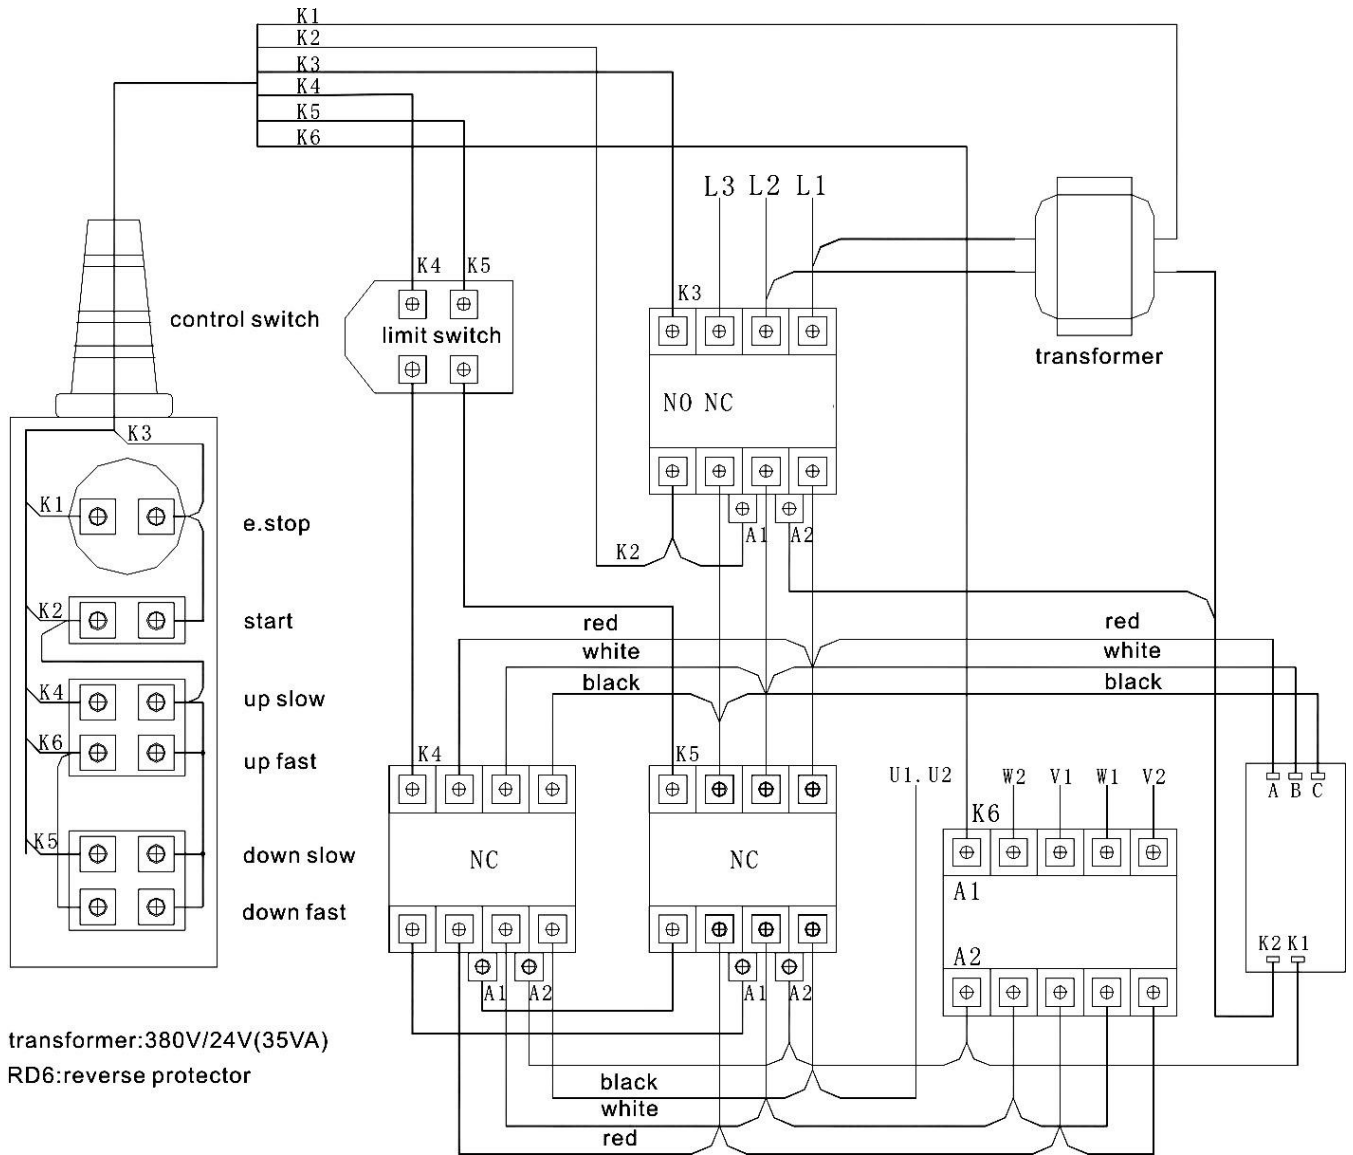 K1
K2
K3
K4
K5
K6
L3 L2 L1
K4 K5
K3
control switch
limit switch
transformer
NO NC
K3
K1
e.stop
A1 A2
K2
K2
start
red
red
white
white
black
black
K4
up slow
K6
up fast
K4
K5
U1.U2
W2 V1 W1 V2
A B C
K6
K5
down slow
NC
NC
A1
down fast
K2 K1
A2
A1 A2
A1 A2
transformer:380V/24V(35VA)
RD6:reverse protector
black
white
red